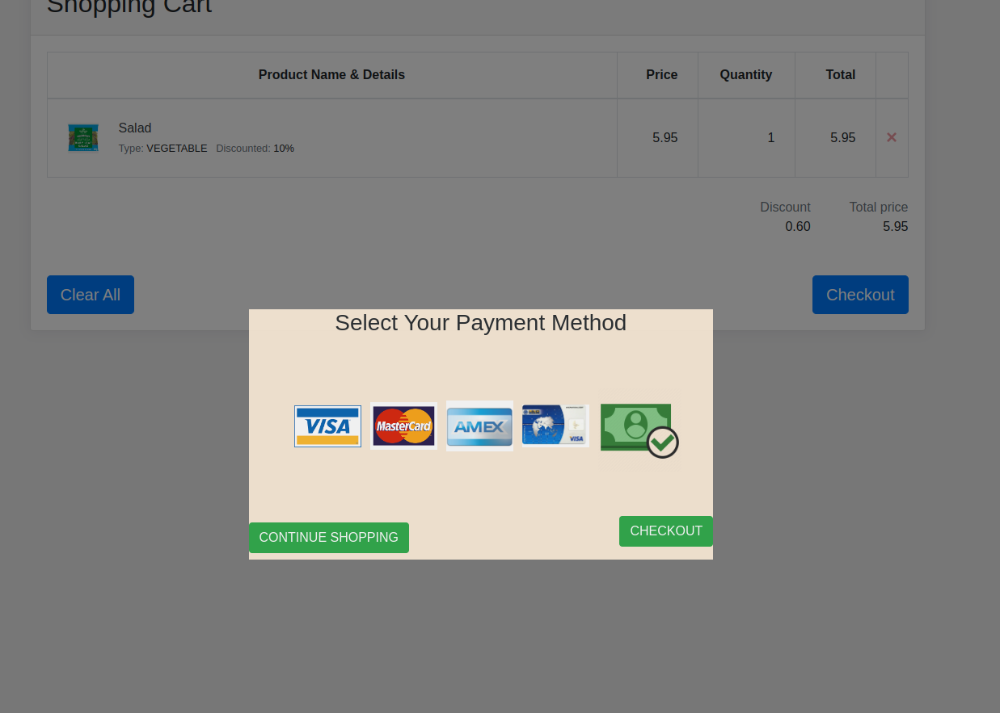 Shopping Cart
Product Name & Details Price Quantity Total
Salad
Type: VEGETABLE Discounted: 10%
5.95 1 5.95 ×
Discount Total price
0.60 5.95
Clear All Checkout
Select Your Payment Method
VISA MasterCard AMEX VISA
CONTINUE SHOPPING CHECKOUT